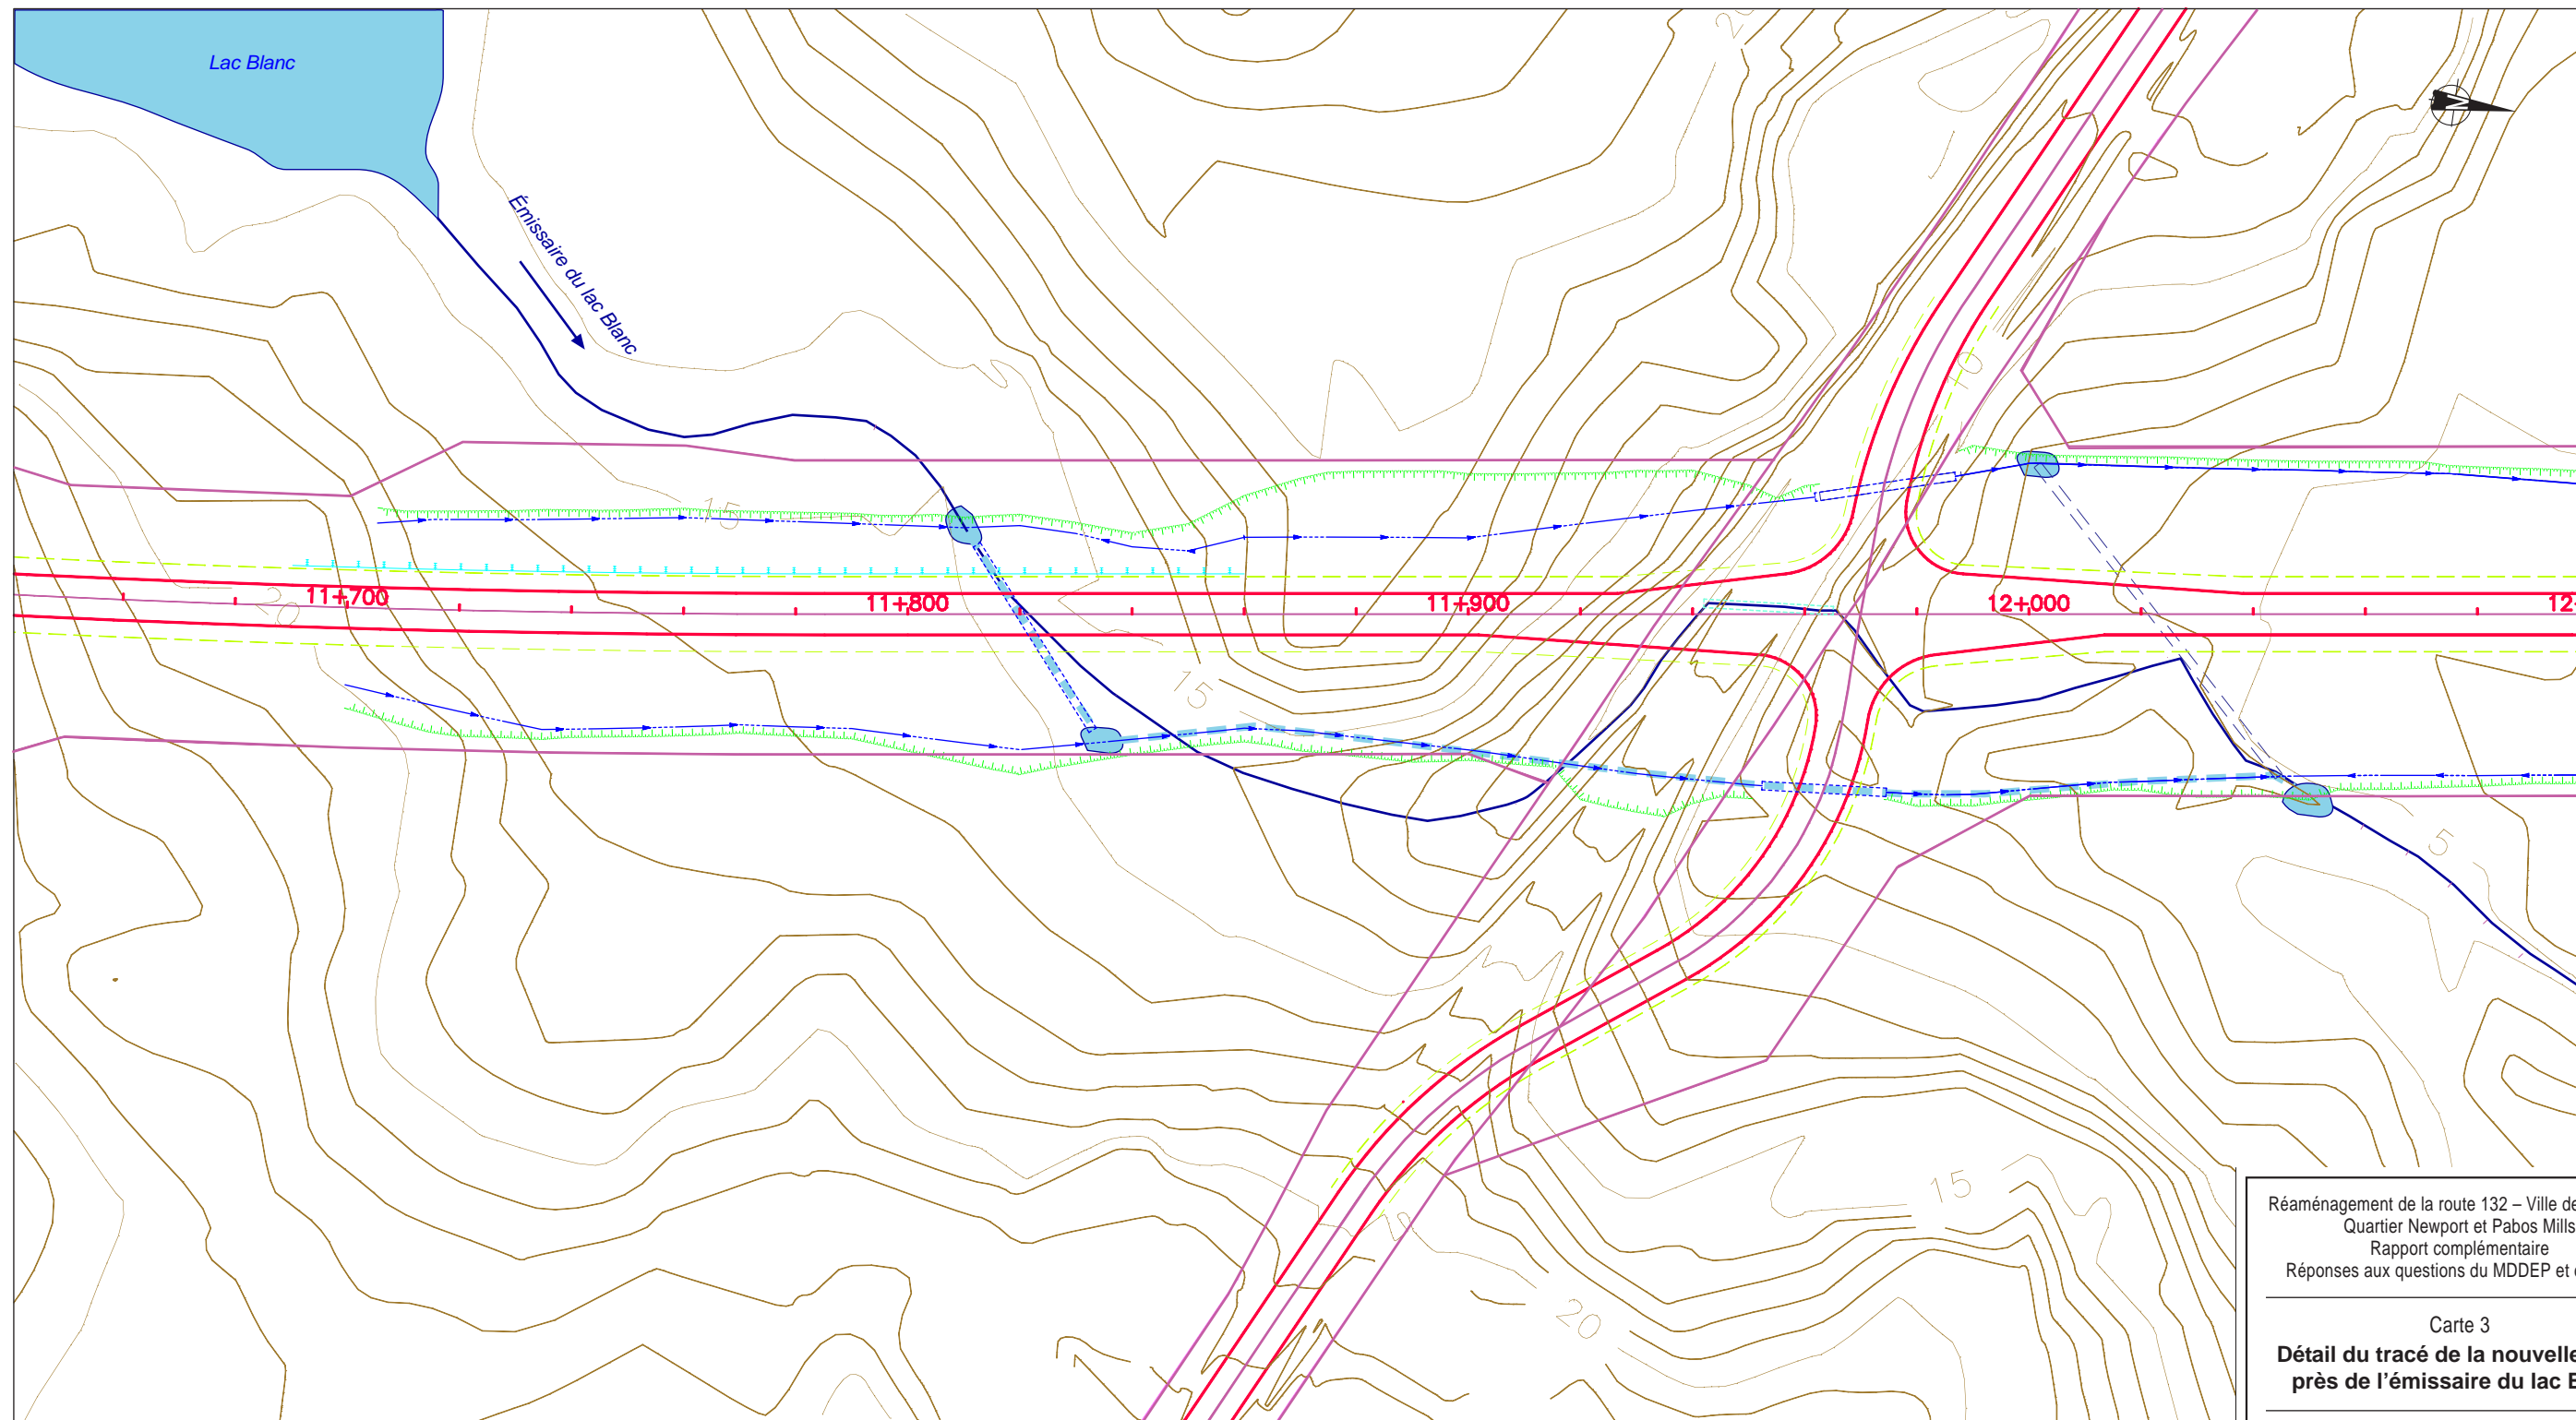 Lac Blanc
Émissaire du lac Blanc
N
10
15
20
11+700
11+800
11+900
12+000
12+
15
5
15
20
Réaménagement de la route 132 – Ville de
Quartier Newport et Pabos Mills
Rapport complémentaire
Réponses aux questions du MDDEP et
Carte 3
Détail du tracé de la nouvelle
près de l’émissaire du lac